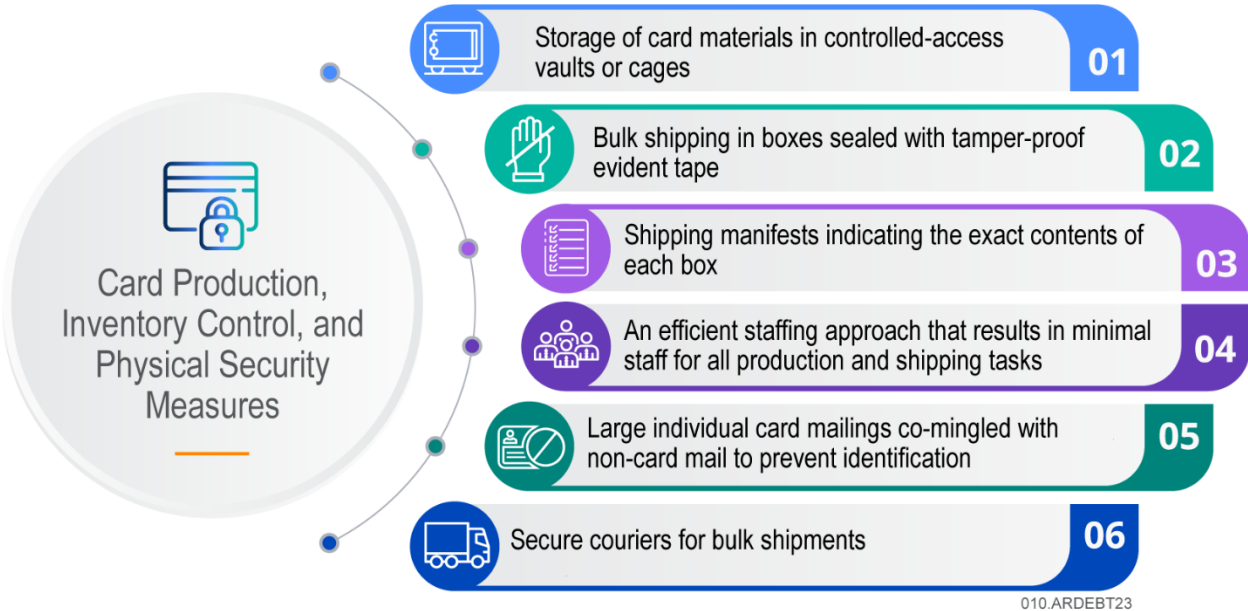 Card Production,
Inventory Control, and
Physical Security
Measures
Storage of card materials in controlled-access
vaults or cages
01
Bulk shipping in boxes sealed with tamper-proof
evident tape
02
Shipping manifests indicating the exact contents of
each box
03
An efficient staffing approach that results in minimal
staff for all production and shipping tasks
04
Large individual card mailings co-mingled with
non-card mail to prevent identification
05
Secure couriers for bulk shipments
06
010.ARDEBT23